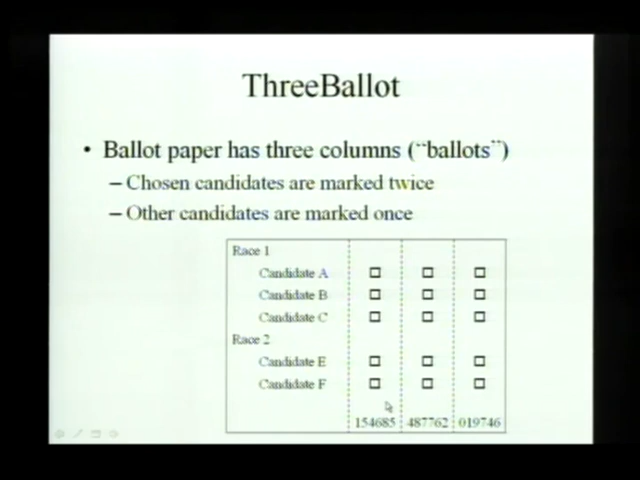 ThreeBallot
• Ballot paper has three columns ("ballots")
– Chosen candidates are marked twice
– Other candidates are marked once
Race 1
Candidate A
Candidate B
Candidate C
Race 2
Candidate E
Candidate F
154685 487762 019746